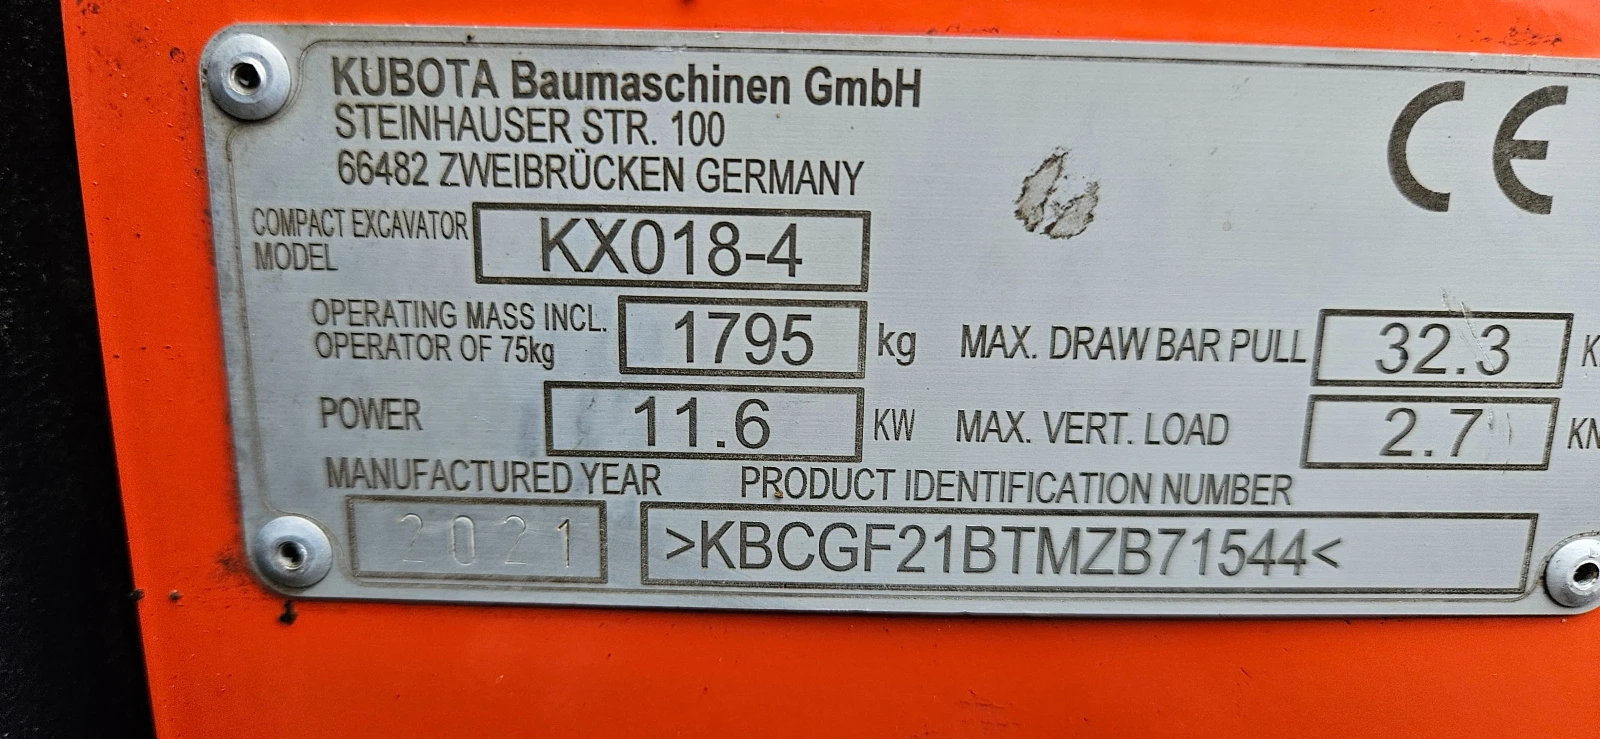 KUBOTA Baumaschinen GmbH
STEINHAUSER STR. 100
66482 ZWEIBRÜCKEN GERMANY
CE
COMPACT EXCAVATOR
MODEL
KX018-4
OPERATING MASS INCL.
OPERATOR OF 75kg
1795 kg
MAX. DRAW BAR PULL 32.3
POWER 11.6 KW
MAX. VERT. LOAD 2.7 KN
MANUFACTURED YEAR
2021
PRODUCT IDENTIFICATION NUMBER
>KBCGF21BTMZB71544<